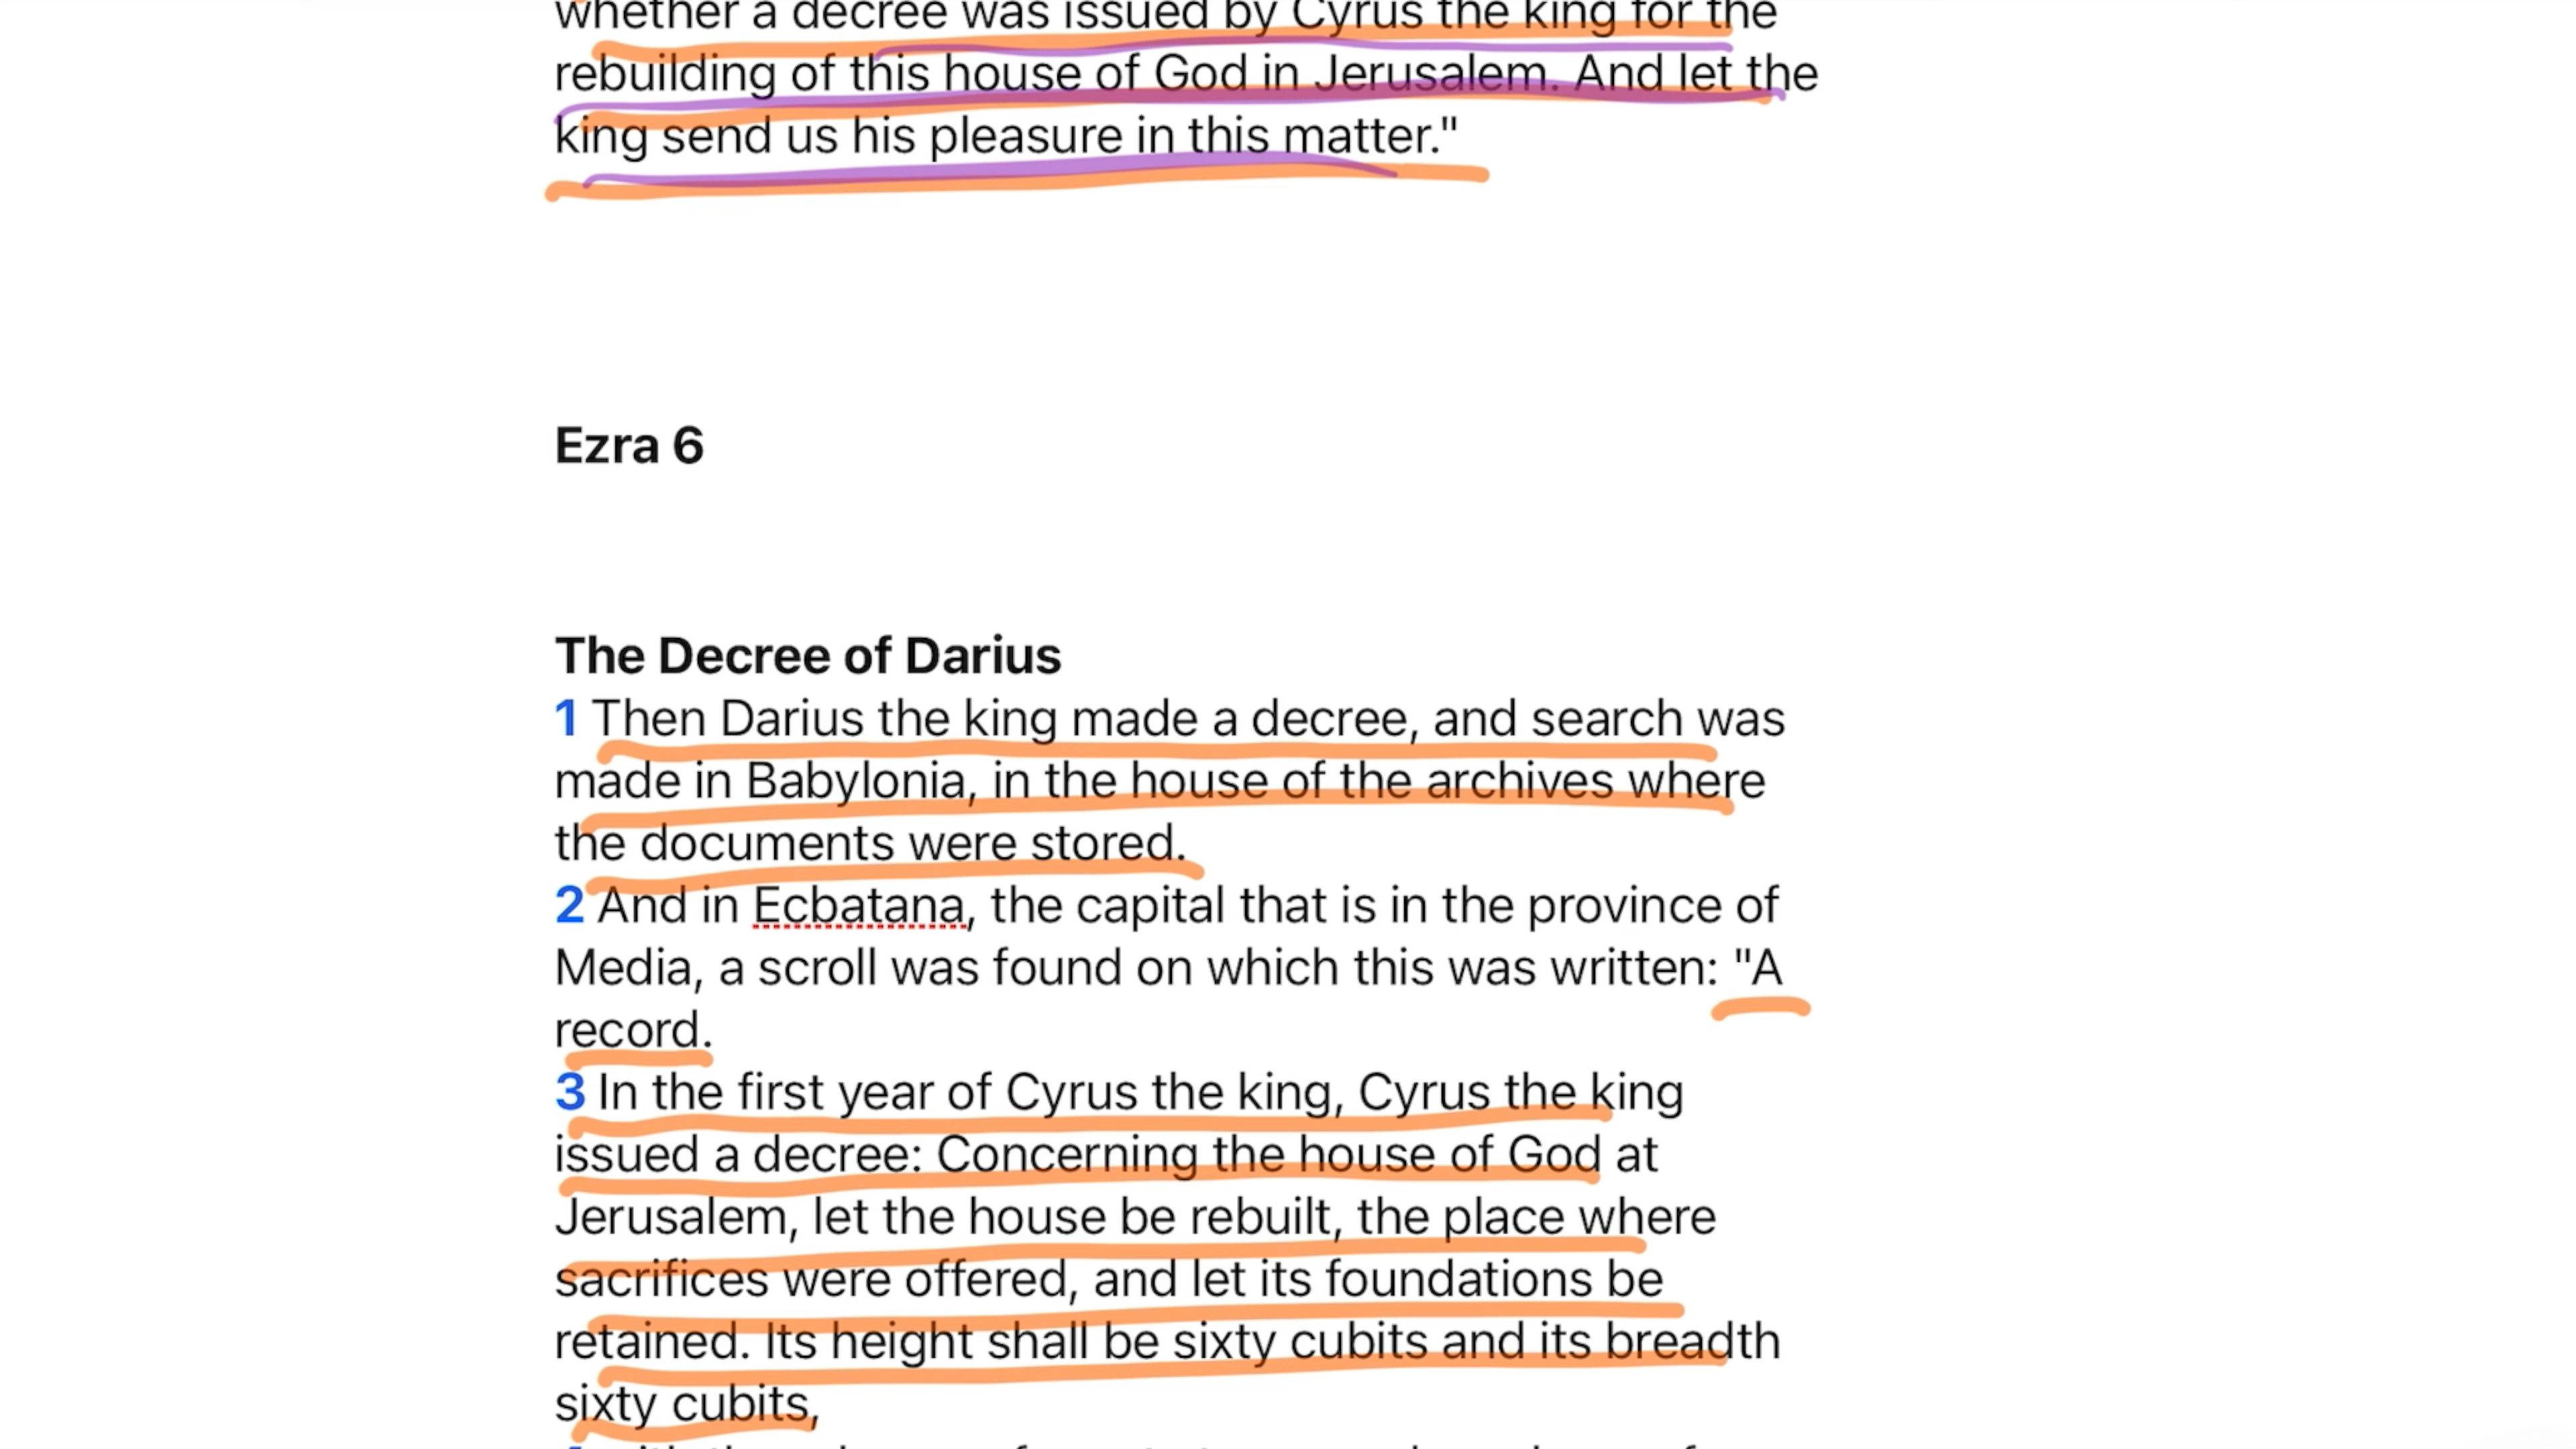 whether a decree was issued by Cyrus the king for the
rebuilding of this house of God in Jerusalem. And let the
king send us his pleasure in this matter."
Ezra 6
The Decree of Darius
1 Then Darius the king made a decree, and search was
made in Babylonia, in the house of the archives where
the documents were stored.
2 And in Ecbatana, the capital that is in the province of
Media, a scroll was found on which this was written: "A
record.
3 In the first year of Cyrus the king, Cyrus the king
issued a decree: Concerning the house of God at
Jerusalem, let the house be rebuilt, the place where
sacrifices were offered, and let its foundations be
retained. Its height shall be sixty cubits and its breadth
sixty cubits,